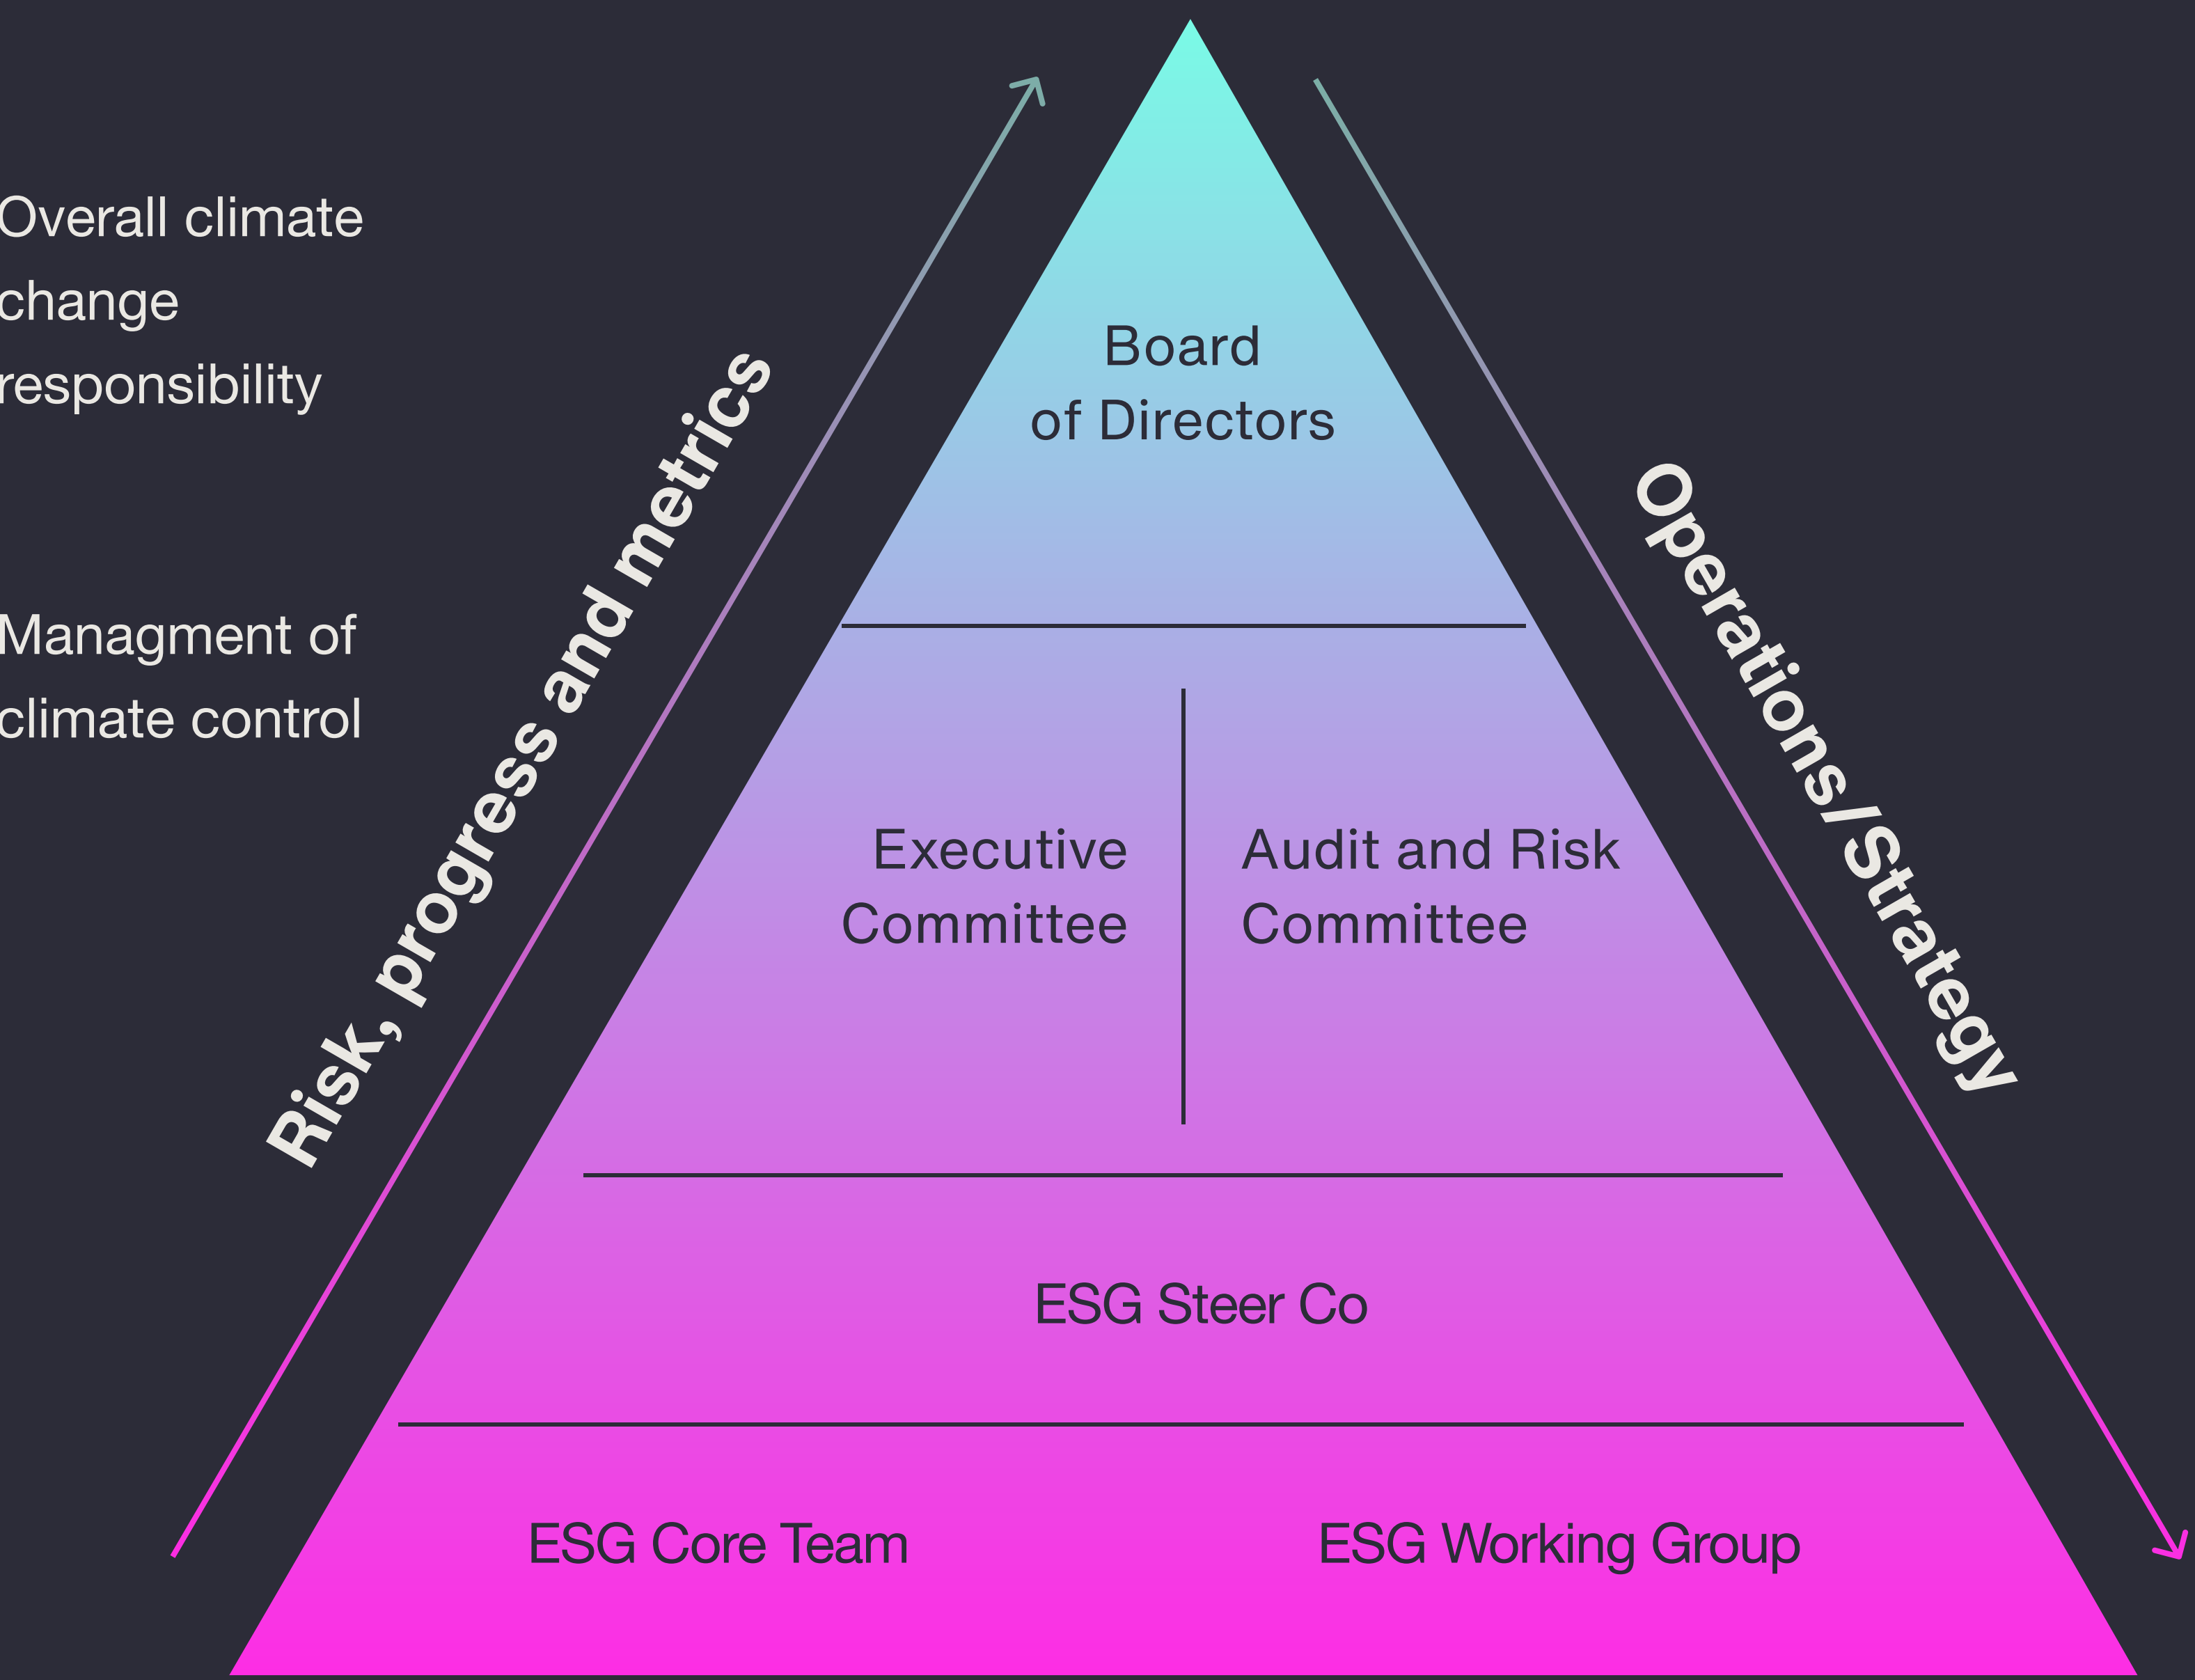 Overall climate
change
responsibility
Managment of
climate control
Risk, progress and metrics
Board
of Directors
Operations/Strategy
Executive
Committee
Audit and Risk
Committee
ESG Steer Co
ESG Core Team
ESG Working Group